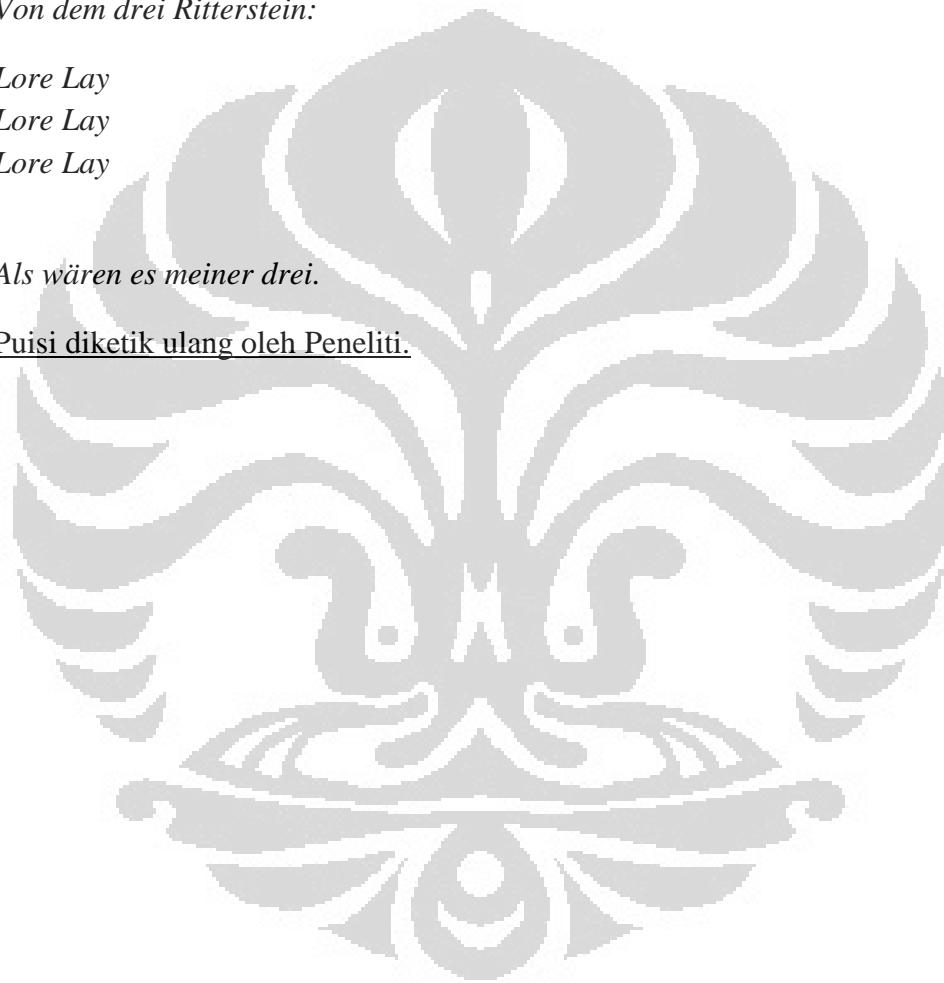 Von dem drei Ritterstein:
Lore Lay
Lore Lay
Lore Lay
Als wären es meiner drei.
Puisi diketik ulang oleh Peneliti.